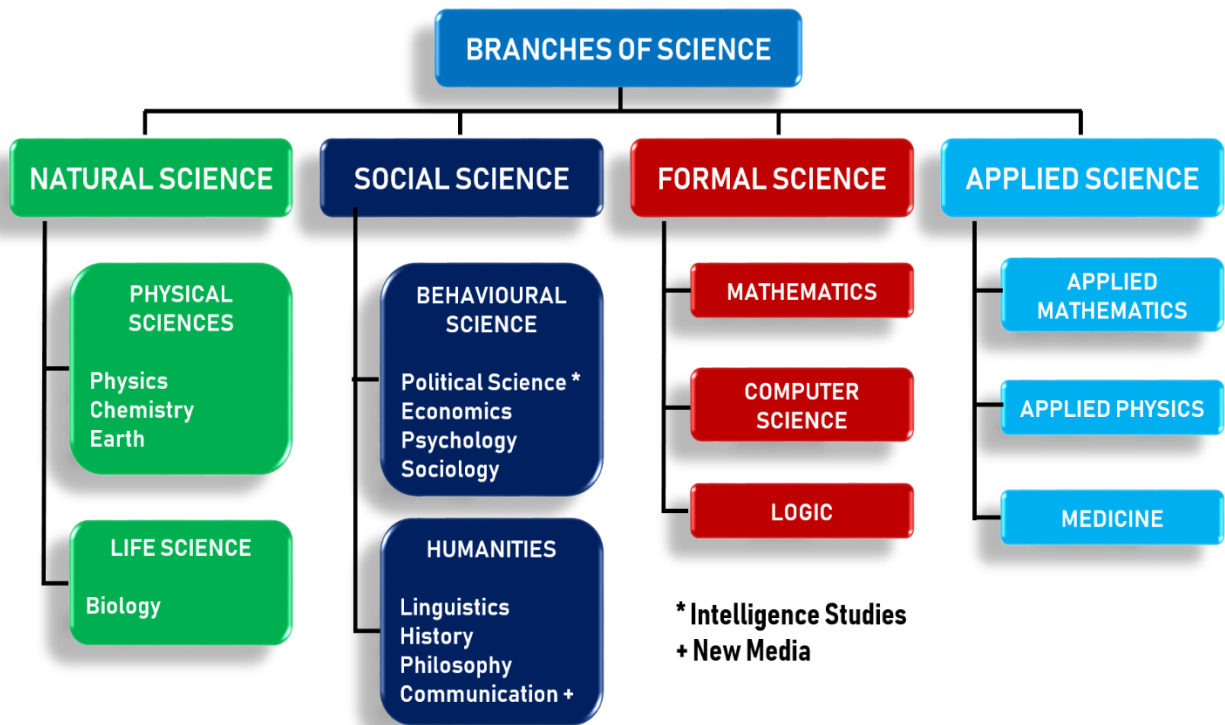 BRANCHES OF SCIENCE
NATURAL SCIENCE
PHYSICAL
SCIENCES
Physics
Chemistry
Earth
LIFE SCIENCE
Biology
SOCIAL SCIENCE
BEHAVIOURAL
SCIENCE
Political Science *
Economics
Psychology
Sociology
HUMANITIES
Linguistics
History
Philosophy
Communication +
FORMAL SCIENCE
MATHEMATICS
COMPUTER
SCIENCE
LOGIC
APPLIED SCIENCE
APPLIED
MATHEMATICS
APPLIED PHYSICS
MEDICINE
* Intelligence Studies
+ New Media